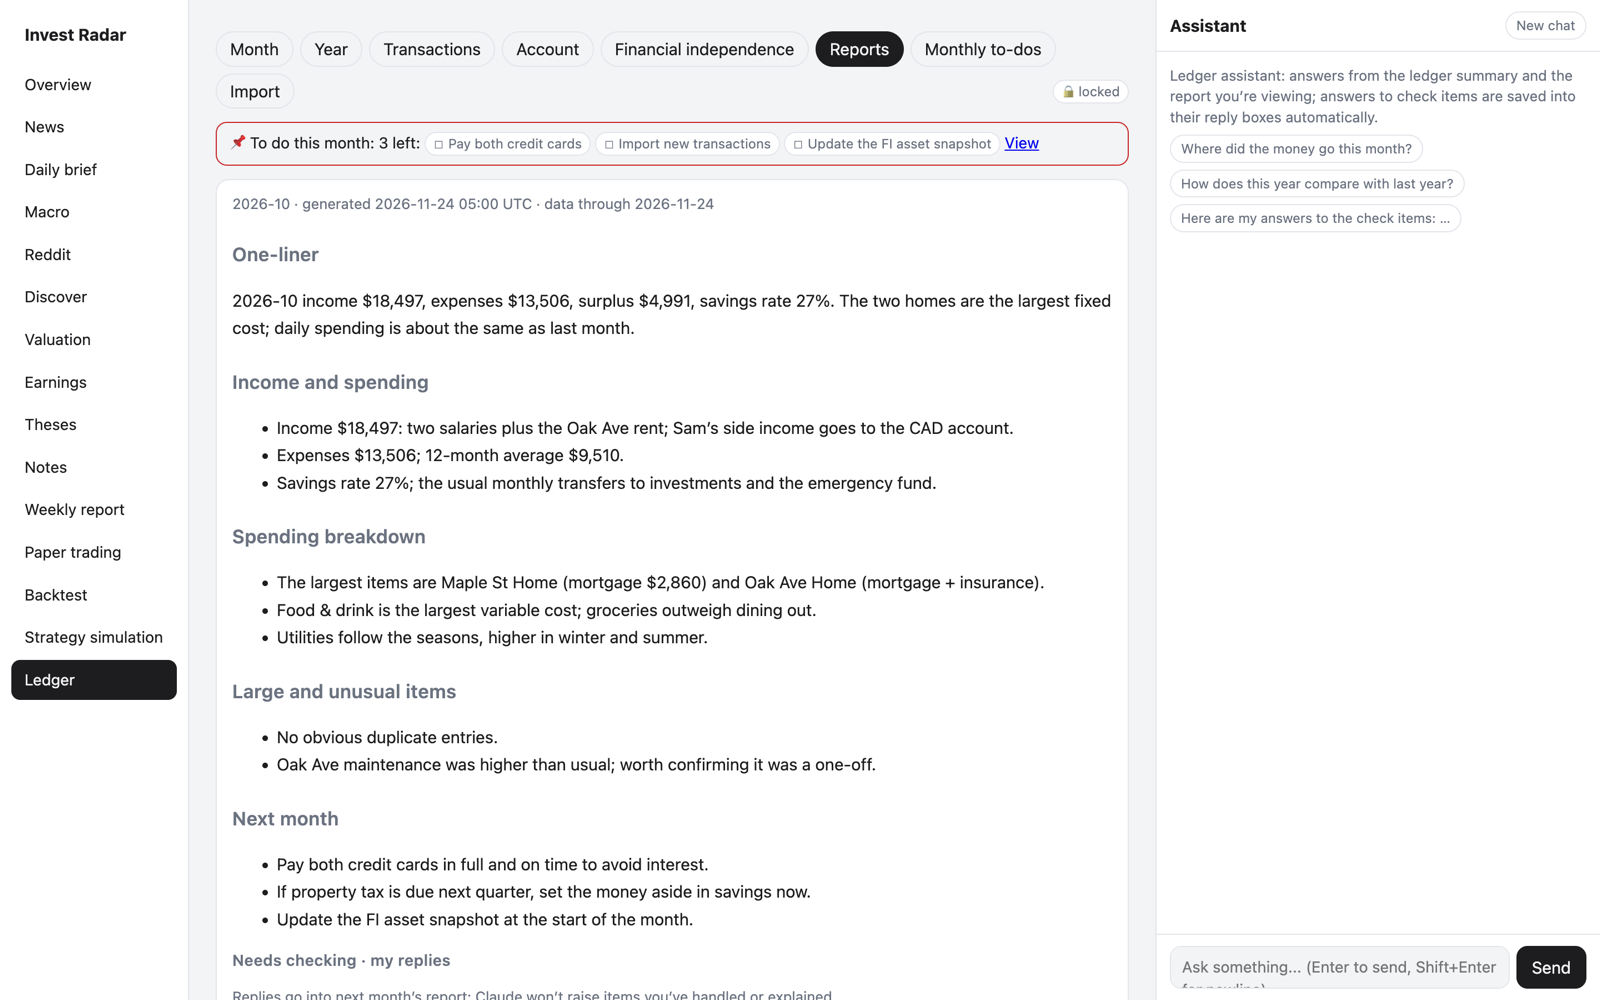 Invest Radar
Overview
News
Daily brief
Macro
Reddit
Discover
Valuation
Earnings
Theses
Notes
Weekly report
Paper trading
Backtest
Strategy simulation
Ledger
Month
Year
Transactions
Account
Financial independence
Reports
Monthly to-dos
Import
🔒 locked
📌 To do this month: 3 left: □ Pay both credit cards □ Import new transactions □ Update the FI asset snapshot View
2026-10 · generated 2026-11-24 05:00 UTC · data through 2026-11-24
One-liner
2026-10 income $18,497, expenses $13,506, surplus $4,991, savings rate 27%. The two homes are the largest fixed
cost; daily spending is about the same as last month.
Income and spending
• Income $18,497: two salaries plus the Oak Ave rent; Sam's side income goes to the CAD account.
• Expenses $13,506; 12-month average $9,510.
• Savings rate 27%; the usual monthly transfers to investments and the emergency fund.
Spending breakdown
• The largest items are Maple St Home (mortgage $2,860) and Oak Ave Home (mortgage + insurance).
• Food & drink is the largest variable cost; groceries outweigh dining out.
• Utilities follow the seasons, higher in winter and summer.
Large and unusual items
• No obvious duplicate entries.
• Oak Ave maintenance was higher than usual; worth confirming it was a one-off.
Next month
• Pay both credit cards in full and on time to avoid interest.
• If property tax is due next quarter, set the money aside in savings now.
• Update the FI asset snapshot at the start of the month.
Needs checking · my replies
Replies go into next month's report: Claude won't raise items you've handled or explained
Assistant
New chat
Ledger assistant: answers from the ledger summary and the
report you're viewing; answers to check items are saved into
their reply boxes automatically.
Where did the money go this month?
How does this year compare with last year?
Here are my answers to the check items: ...
Ask something... (Enter to send, Shift+Enter
for newline)
Send